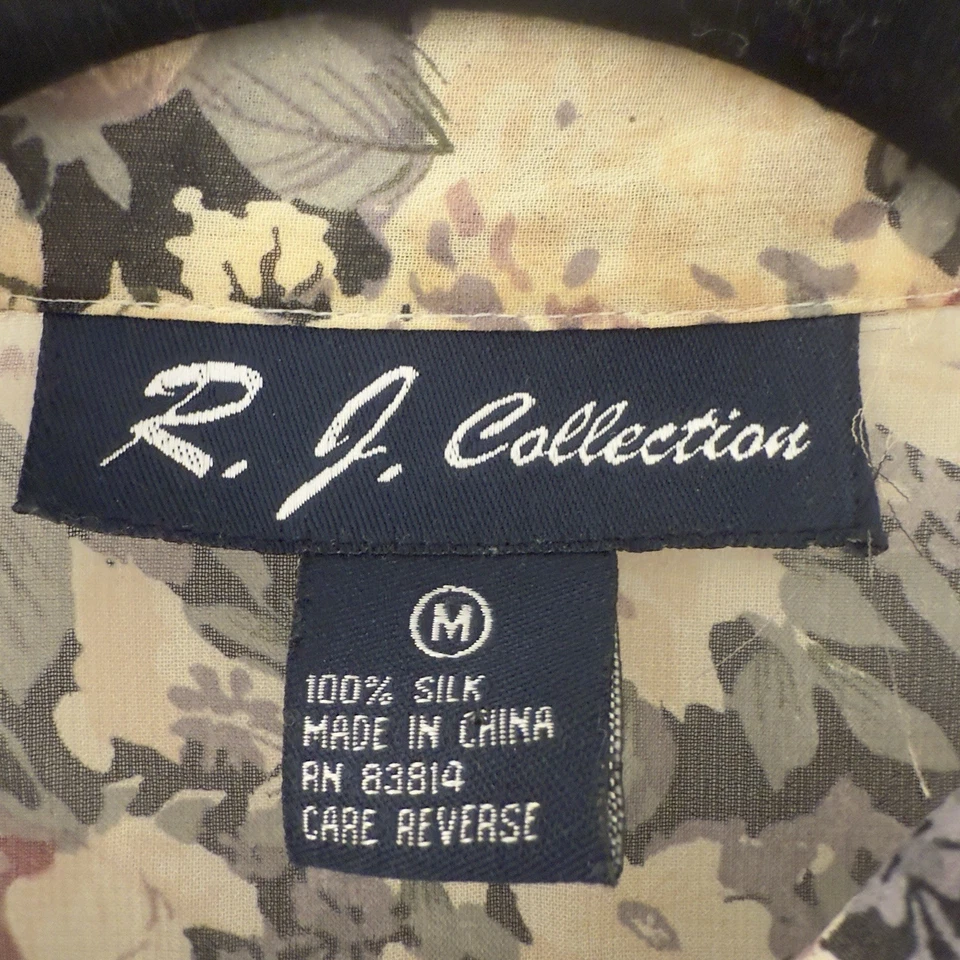 R. J. Collection
M
100% SILK
MADE IN CHINA
RN 83814
CARE REVERSE